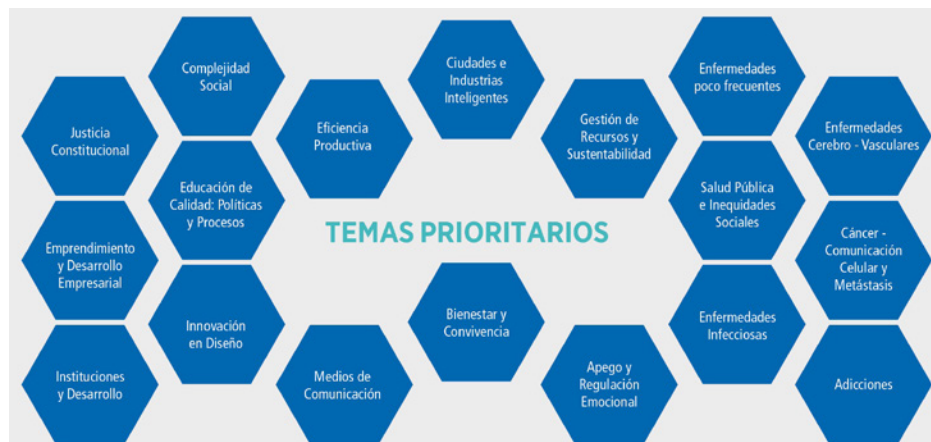 Complejidad
Social
Ciudades e
Industrias
Inteligentes
Enfermedades
poco frecuentes
Justicia
Constitucional
Eficiencia
Productiva
Gestión de
Recursos y
Sustentabilidad
Enfermedades
Cerebro - Vasculares
Educación de
Calidad: Políticas
y Procesos
Salud Pública
e Inequidades
Sociales
TEMAS PRIORITARIOS
Emprendimiento
y Desarrollo
Empresarial
Cáncer -
Comunicación
Celular y
Metástasis
Innovación
en Diseño
Bienestar y
Convivencia
Enfermedades
Infecciosas
Instituciones
y Desarrollo
Medios de
Comunicación
Apego y
Regulación
Emocional
Adicciones